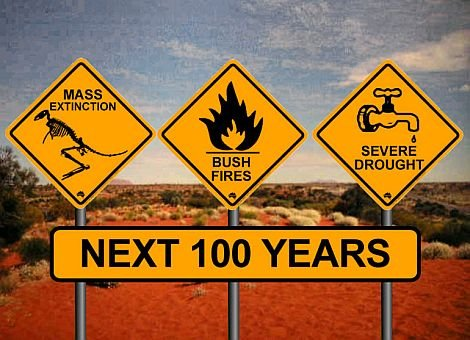 MASS
EXTINCTION
BUSH
FIRES
SEVERE
DROUGHT
NEXT 100 YEARS